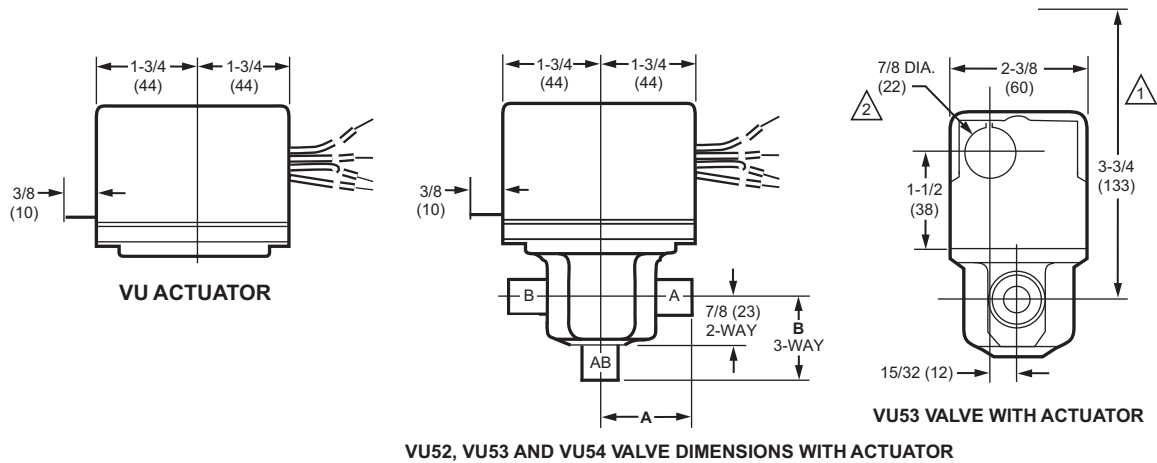 1-3/4
(44)
1-3/4
(44)
3/8
(10)
VU ACTUATOR
1-3/4
(44)
1-3/4
(44)
3/8
(10)
B
A
7/8 (23)
2-WAY
B
3-WAY
AB
A
VU52, VU53 AND VU54 VALVE DIMENSIONS WITH ACTUATOR
7/8 DIA.
(22)
2
2-3/8
(60)
1
3-3/4
(133)
1-1/2
(38)
15/32 (12)
VU53 VALVE WITH ACTUATOR